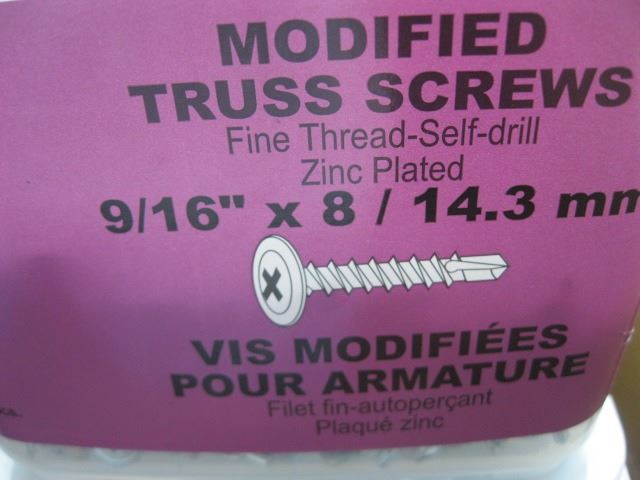 MODIFIED
TRUSS SCREWS
Fine Thread-Self-drill
Zinc Plated
9/16" x 8 / 14.3 mm
VIS MODIFIÉES
POUR ARMATURE
Filet fin-autoperçant
Plaqué zinc